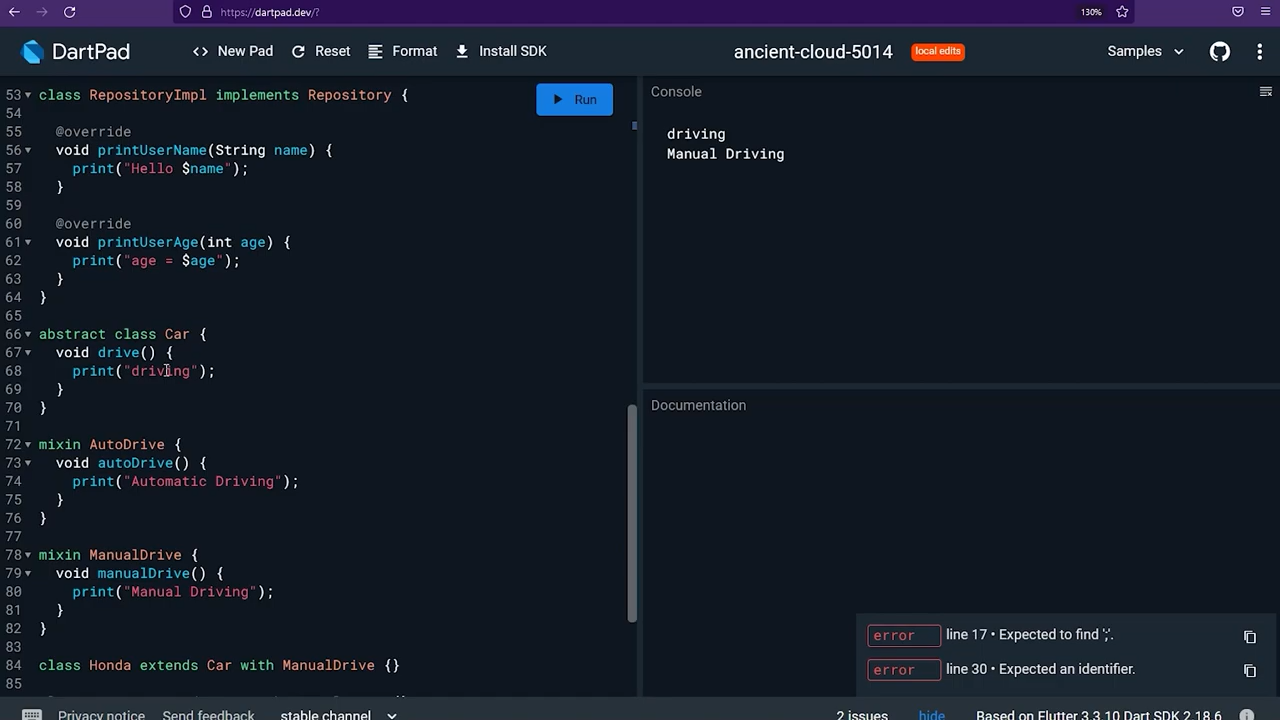 https://dartpad.dev/?
130%
DartPad
New Pad
Reset
Format
Install SDK
ancient-cloud-5014
local edits
Samples
53 class RepositoryImpl implements Repository {
54
55 @override
56 void printUserName(String name) {
57 print("Hello $name");
58 }
59
60 @override
61 void printUserAge(int age) {
62 print("age = $age");
63 }
64 }
65
66 abstract class Car {
67 void drive() {
68 print("driving");
69 }
70 }
71
72 mixin AutoDrive {
73 void autoDrive() {
74 print("Automatic Driving");
75 }
76 }
77
78 mixin ManualDrive {
79 void manualDrive() {
80 print("Manual Driving");
81 }
82 }
83
84 class Honda extends Car with ManualDrive {}
85
Run
Console
driving
Manual Driving
Documentation
error line 17 • Expected to find ';'.
error line 30 • Expected an identifier.
Privacy notice
Send feedback
stable channel
2 issues
hide
Based on Flutter 3.3.10 Dart SDK 2.18.6